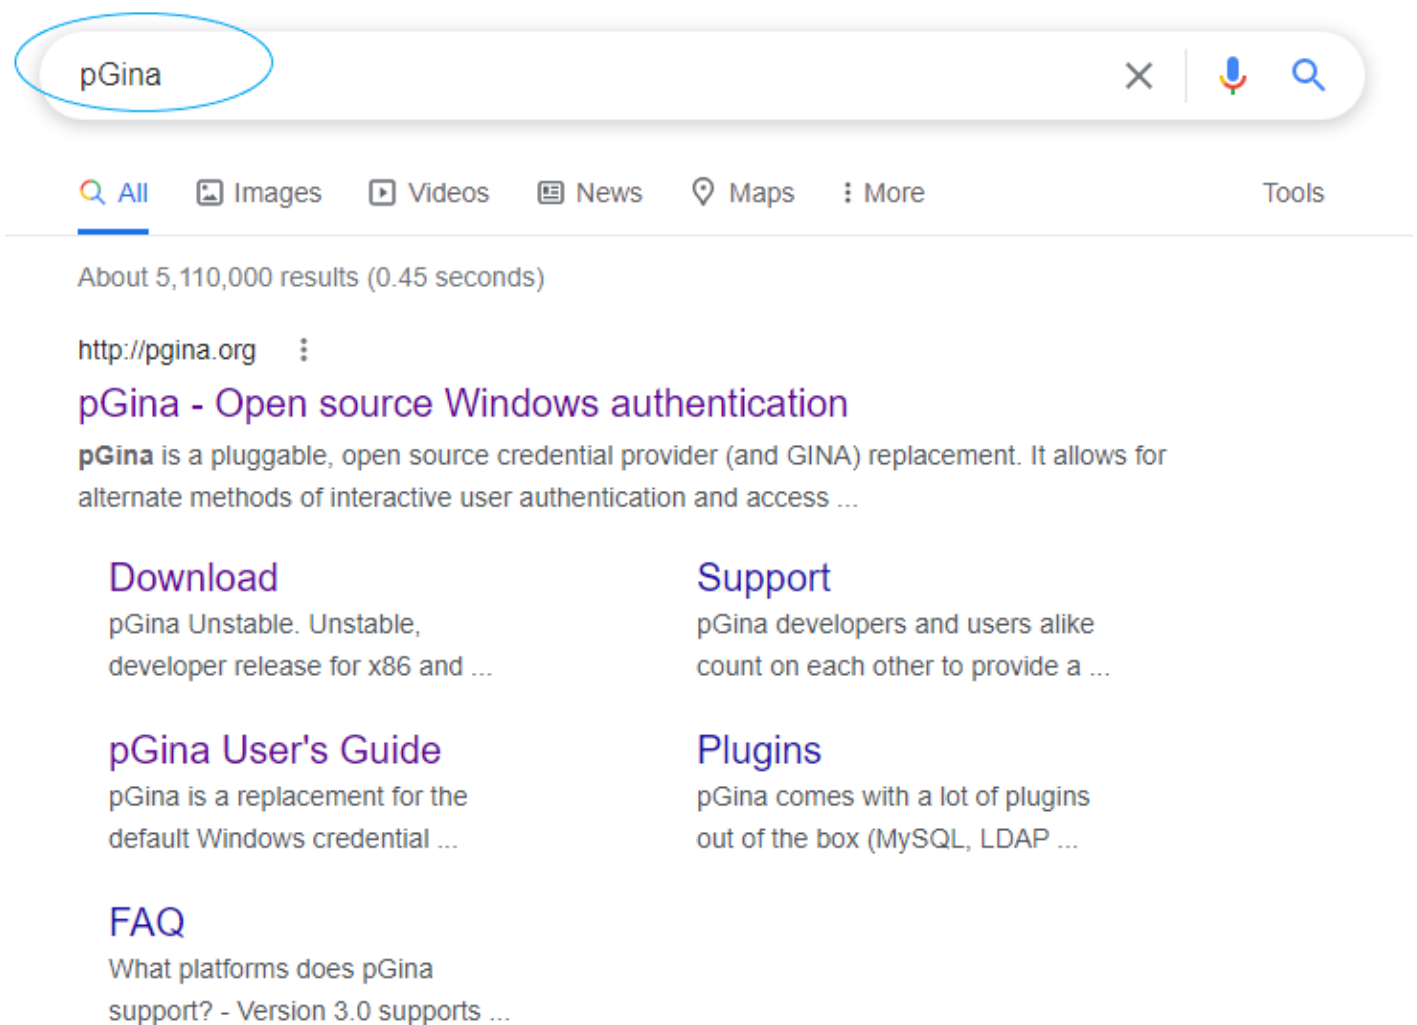 pGina
All Images Videos News Maps More Tools
About 5,110,000 results (0.45 seconds)
http://pgina.org
pGina - Open source Windows authentication
pGina is a pluggable, open source credential provider (and GINA) replacement. It allows for
alternate methods of interactive user authentication and access ...
Download
pGina Unstable. Unstable,
developer release for x86 and ...
Support
pGina developers and users alike
count on each other to provide a ...
pGina User's Guide
pGina is a replacement for the
default Windows credential ...
Plugins
pGina comes with a lot of plugins
out of the box (MySQL, LDAP ...
FAQ
What platforms does pGina
support? - Version 3.0 supports ...